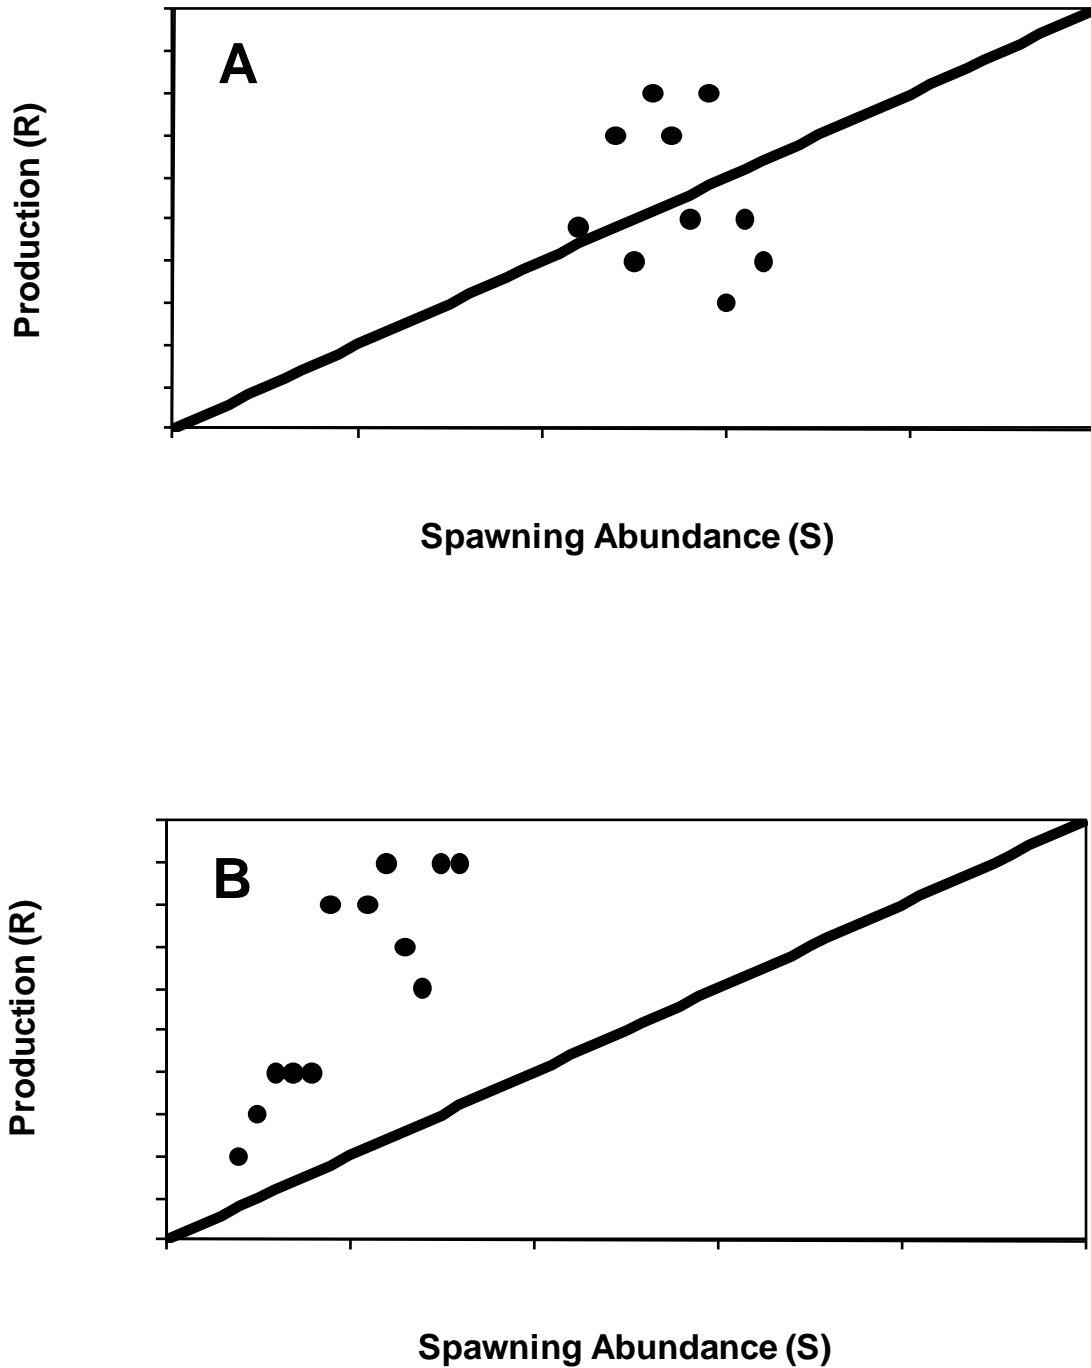 A
Production (R)
Spawning Abundance (S)
B
Production (R)
Spawning Abundance (S)